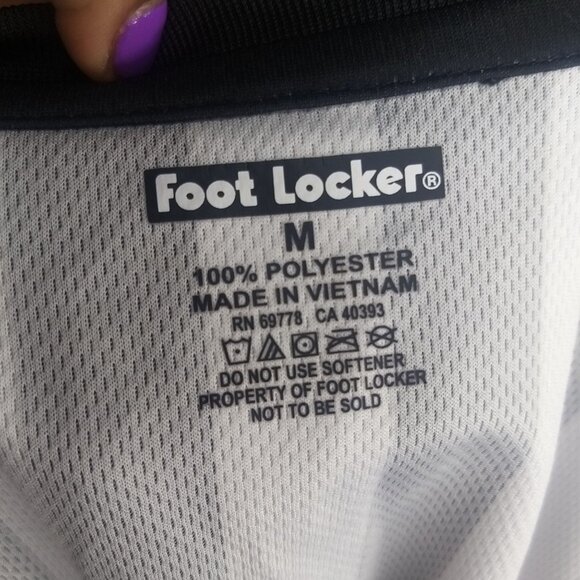 Foot Locker®
M
100% POLYESTER
MADE IN VIETNAM
RN 69778 CA 40393
DO NOT USE SOFTENER
PROPERTY OF FOOT LOCKER
NOT TO BE SOLD